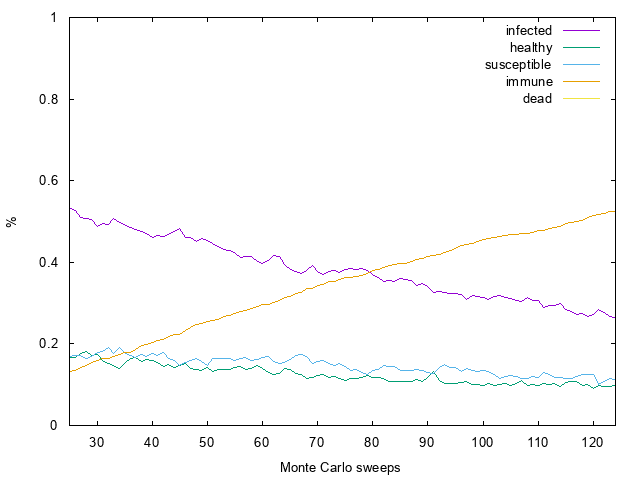 1
0.8
0.6
0.4
0.2
0
%
infected
healthy
susceptible
immune
dead
30 40 50 60 70 80 90 100 110 120
Monte Carlo sweeps